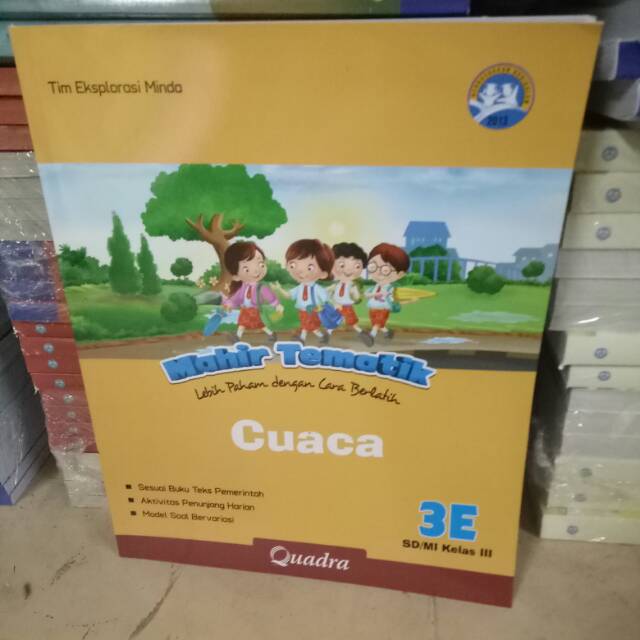 Tim Eksplorasi Minda
2013
Mahir Tematik
Lebih Paham dengan Cara Berlatih
Cuaca
Sesuai Buku Teks Pemerintah
Aktivitas Penunjang Harian
Model Soal Bervariasi
3E
SD/MI Kelas III
Quadra